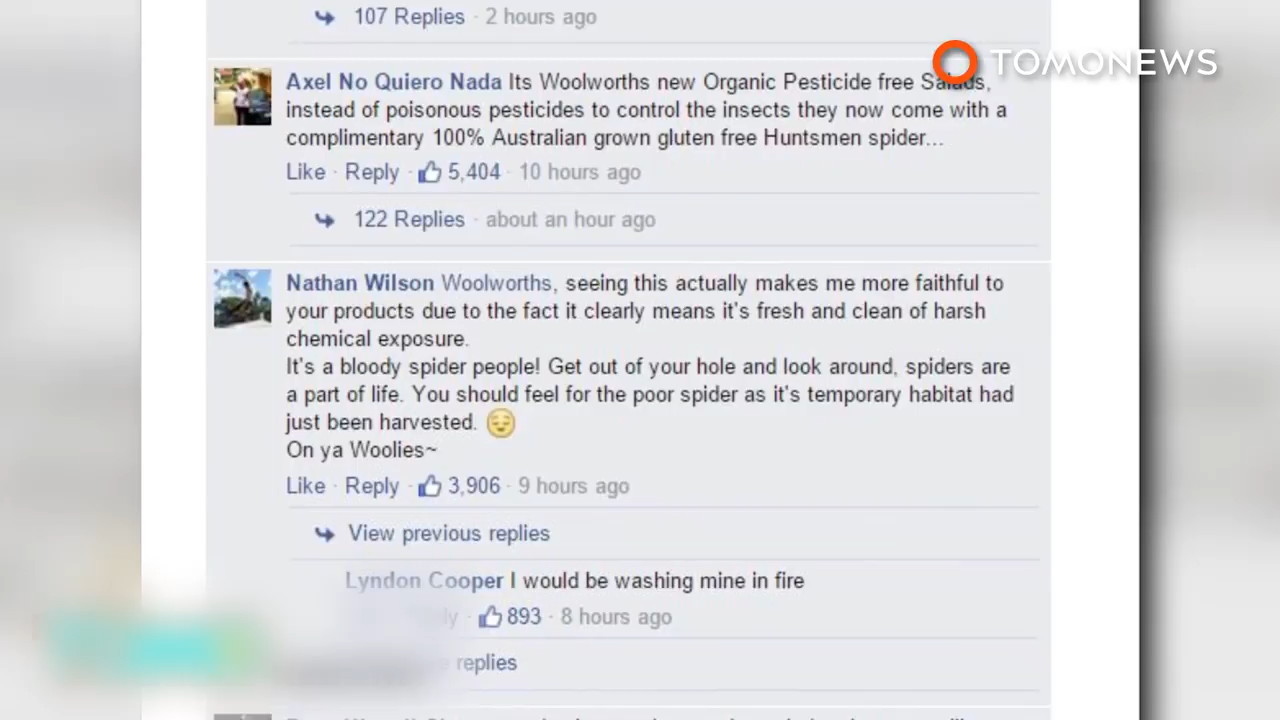 107 Replies · 2 hours ago
TOMONEWS
Axel No Quiero Nada Its Woolworths new Organic Pesticide free Salads,
instead of poisonous pesticides to control the insects they now come with a
complimentary 100% Australian grown gluten free Huntsmen spider...
Like · Reply · 5,404 · 10 hours ago
122 Replies · about an hour ago
Nathan Wilson Woolworths, seeing this actually makes me more faithful to
your products due to the fact it clearly means it's fresh and clean of harsh
chemical exposure.
It's a bloody spider people! Get out of your hole and look around, spiders are
a part of life. You should feel for the poor spider as it's temporary habitat had
just been harvested.
On ya Woolies~
Like · Reply · 3,906 · 9 hours ago
View previous replies
Lyndon Cooper I would be washing mine in fire
893 · 8 hours ago
replies